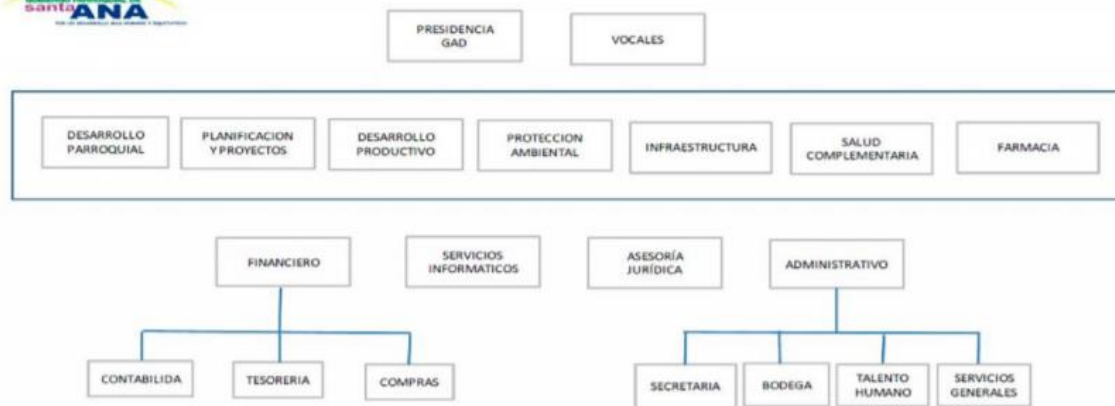 santa ANA
PRESIDENCIA
GAD
VOCALES
DESARROLLO
PARROQUIAL
PLANIFICACION
Y PROYECTOS
DESARROLLO
PRODUCTIVO
PROTECCION
AMBIENTAL
INFRAESTRUCTURA
SALUD
COMPLEMENTARIA
FARMACIA
FINANCIERO
SERVICIOS
INFORMATICOS
ASESORÍA
JURÍDICA
ADMINISTRATIVO
CONTABILIDA
TESORERIA
COMPRAS
SECRETARIA
BODEGA
TALENTO
HUMANO
SERVICIOS
GENERALES